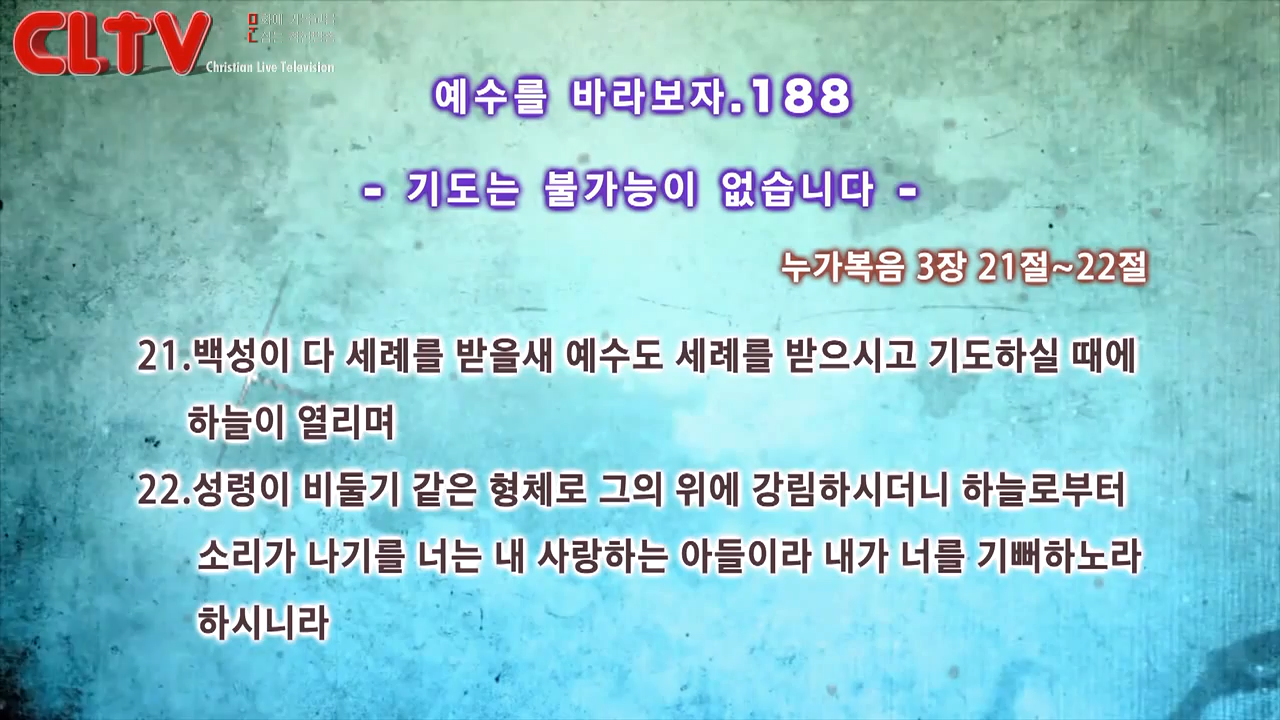 CLTV
Christian Live Television
예수를 바라보자.188
- 기도는 불가능이 없습니다 -
누가복음 3장 21절~22절
21.백성이 다 세례를 받을새 예수도 세례를 받으시고 기도하실 때에
하늘이 열리며
22.성령이 비둘기 같은 형체로 그의 위에 강림하시더니 하늘로부터
소리가 나기를 너는 내 사랑하는 아들이라 내가 너를 기뻐하노라
하시니라